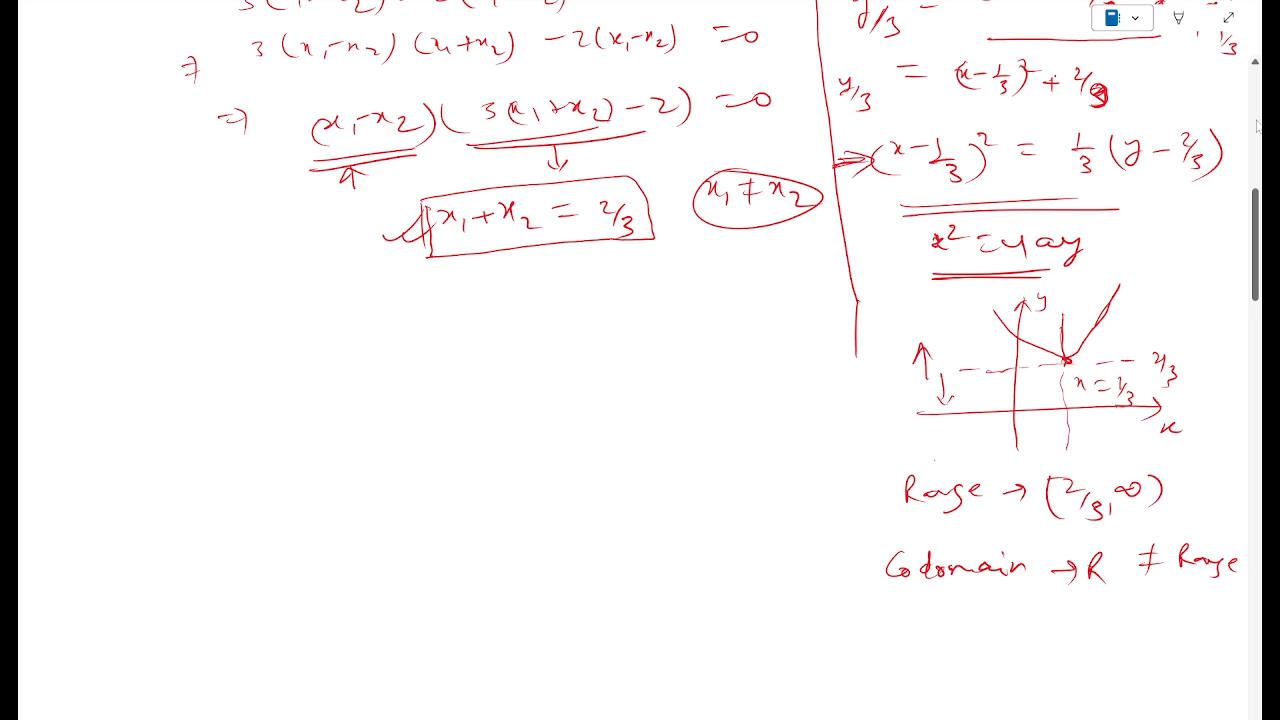 3(x₁-x₂)(x₁+x₂) -2(x₁-x₂) =0
⇒ (x₁-x₂)(3(x₁+x₂)-2) =0
x₁+x₂ = 2/3
x₁ ≠ x₂
y/3 =
y/3 = (x-1/3)² + 2/9
⇒ (x-1/3)² = 1/3 (y-2/3)
x² = 4ay
y
2/3
x=1/3
x
Range → [2/3, ∞)
Codomain → R ≠ Range